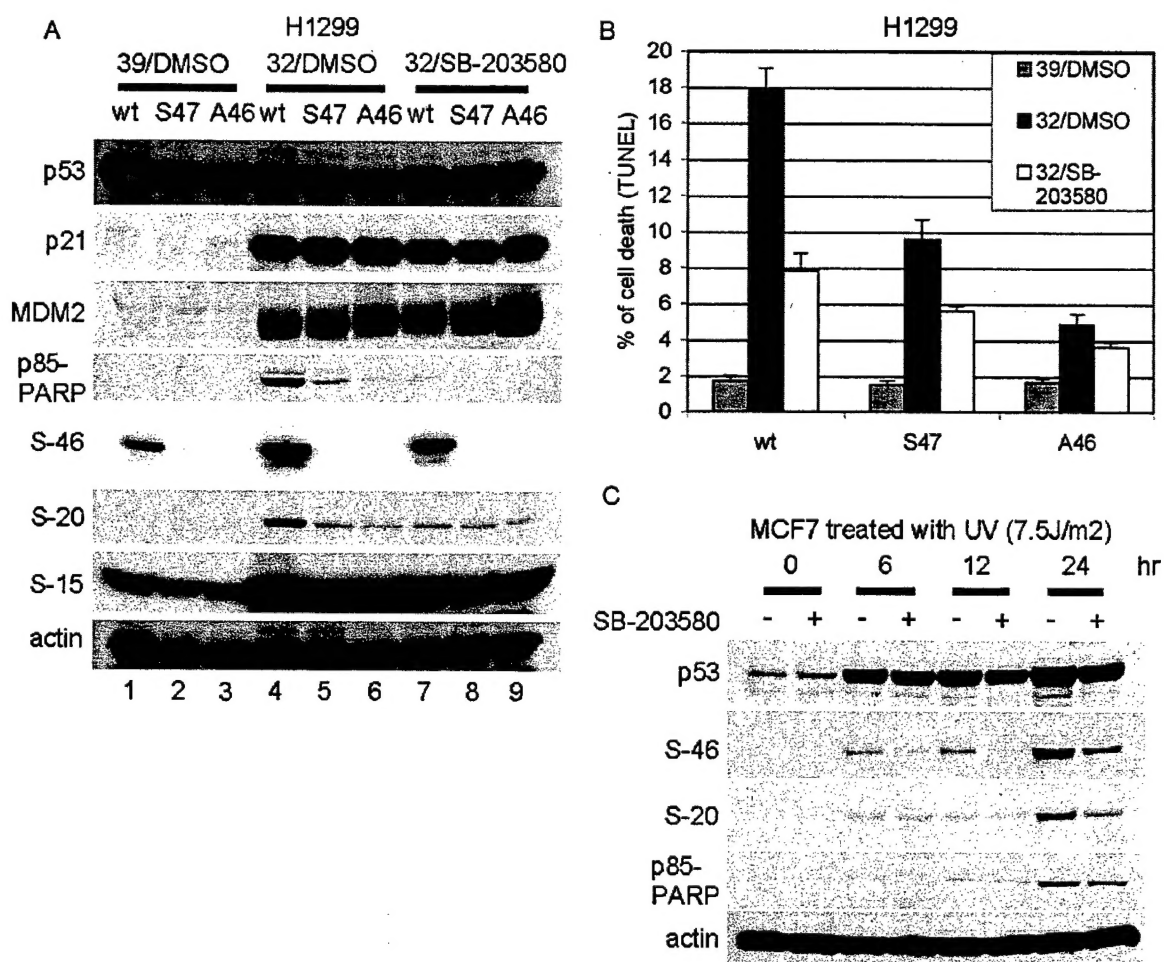 A
H1299
39/DMSO 32/DMSO 32/SB-203580
wt S47 A46 wt S47 A46 wt S47 A46
p53
p21
MDM2
p85-
PARP
S-46
S-20
S-15
actin
1 2 3 4 5 6 7 8 9
B
H1299
% of cell death (TUNEL)
20
18
16
14
12
10
8
6
4
2
0
39/DMSO
32/DMSO
32/SB-
203580
wt S47 A46
C
MCF7 treated with UV (7.5J/m2)
0 6 12 24 hr
SB-203580 - + - + - + - +
p53
S-46
S-20
p85-
PARP
actin